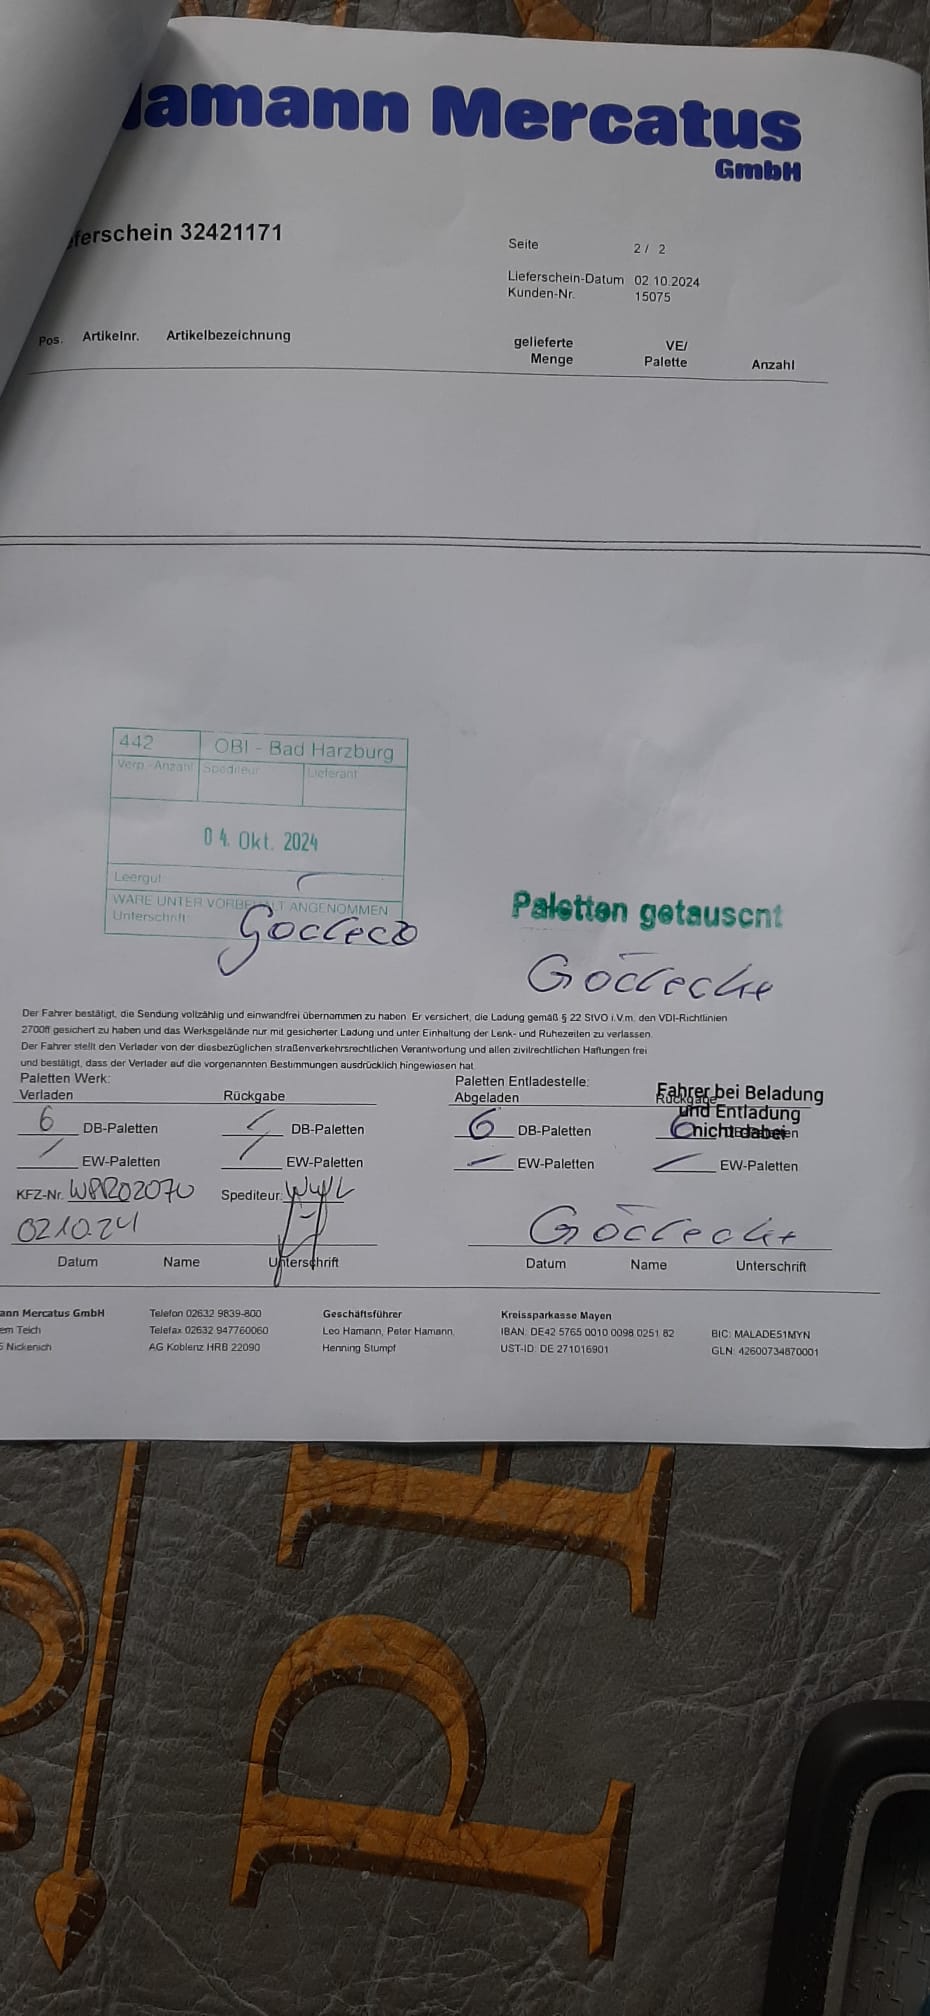 amann Mercatus
GmbH
ferschein 32421171
Seite 2 / 2
Lieferschein-Datum 02.10.2024
Kunden-Nr. 15075
Pos. Artikelnr. Artikelbezeichnung gelieferte Menge VE/ Palette Anzahl
442 OBI - Bad Harzburg
Verp.-Anzahl Spediteur Lieferant
04. Okt. 2024
Leergut
WARE UNTER VORBEHALT ANGENOMMEN
Unterschrift:
Paletten getauscht
Der Fahrer bestätigt, die Sendung vollzählig und einwandfrei übernommen zu haben. Er versichert, die Ladung gemäß § 22 StVO i.V.m. den VDI-Richtlinien
2700ff gesichert zu haben und das Werksgelände nur mit gesicherter Ladung und unter Einhaltung der Lenk- und Ruhezeiten zu verlassen.
Der Fahrer stellt den Verlader von der diesbezüglichen straßenverkehrsrechtlichen Verantwortung und allen zivilrechtlichen Haftungen frei
und bestätigt, dass der Verlader auf die vorgenannten Bestimmungen ausdrücklich hingewiesen hat.
Paletten Werk: Paletten Entladestelle:
Verladen Rückgabe Abgeladen Rückgabe
Fahrer bei Beladung
und Entladung
nicht dabei
6 DB-Paletten DB-Paletten 6 DB-Paletten 6 DB-Paletten
EW-Paletten EW-Paletten EW-Paletten EW-Paletten
KFZ-Nr. Spediteur:
02.10.24
Datum Name Unterschrift Datum Name Unterschrift
ann Mercatus GmbH Telefon 02632 9839-800 Geschäftsführer Kreissparkasse Mayen
em Teich Telefax 02632 947760060 Leo Hamann, Peter Hamann, IBAN: DE42 5765 0010 0098 0251 82 BIC: MALADE51MYN
Nickenich AG Koblenz HRB 22090 Henning Stumpf UST-ID: DE 271016901 GLN: 42600734870001